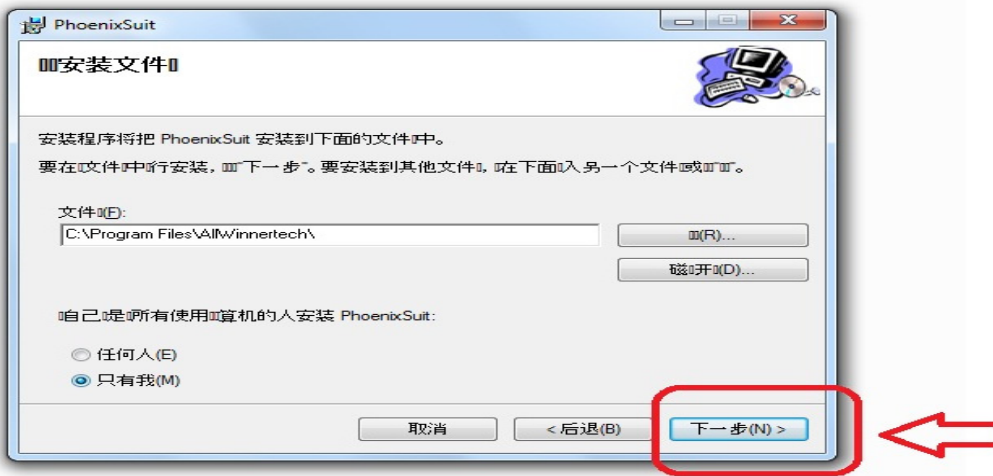 PhoenixSuit
安装文件
安装程序将把 PhoenixSuit 安装到下面的文件中。
要在文件中行安装，"下一步"。要安装到其他文件，在下面入另一个文件或""。
文件(F):
C:\Program Files\AllWinnertech\
(R)...
磁开(D)...
自己是所有使用算机的人安装 PhoenixSuit:
任何人(E)
只有我(M)
取消
< 后退(B)
下一步(N) >